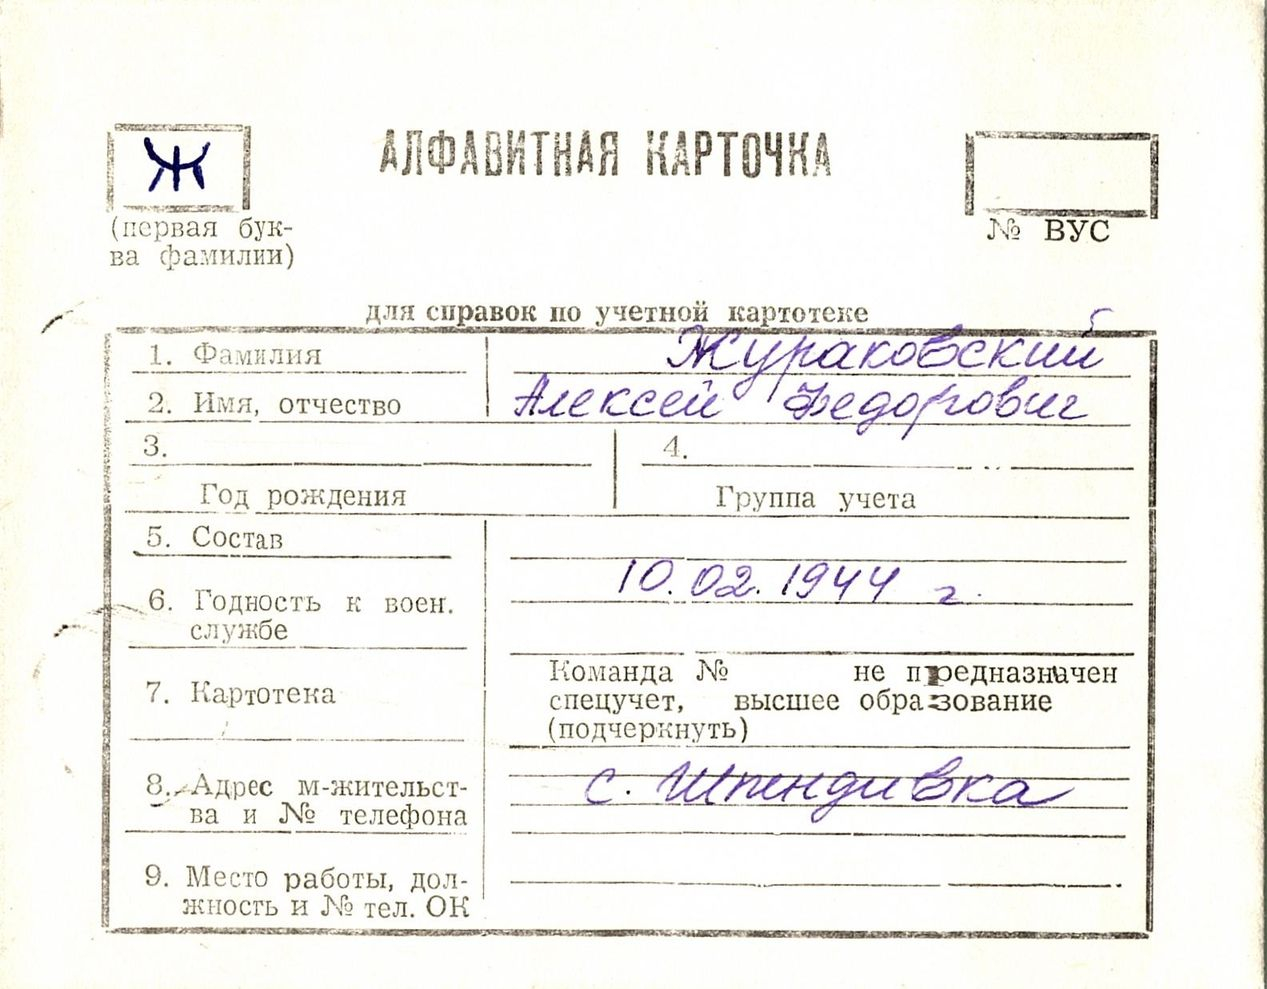 Ж
АЛФАВИТНАЯ КАРТОЧКА
(первая бук-
ва фамилии)
№ ВУС
для справок по учетной картотеке
1. Фамилия Жураковский
2. Имя, отчество Алексей Федорович
3. 4.
Год рождения Группа учета
5. Состав
10.02.1944 г.
6. Годность к воен.
службе
7. Картотека
Команда № не предназначен
спецучет, высшее образование
(подчеркнуть)
8. Адрес м-жительст-
ва и № телефона
с. Шпендивка
9. Место работы, дол-
жность и № тел. ОК